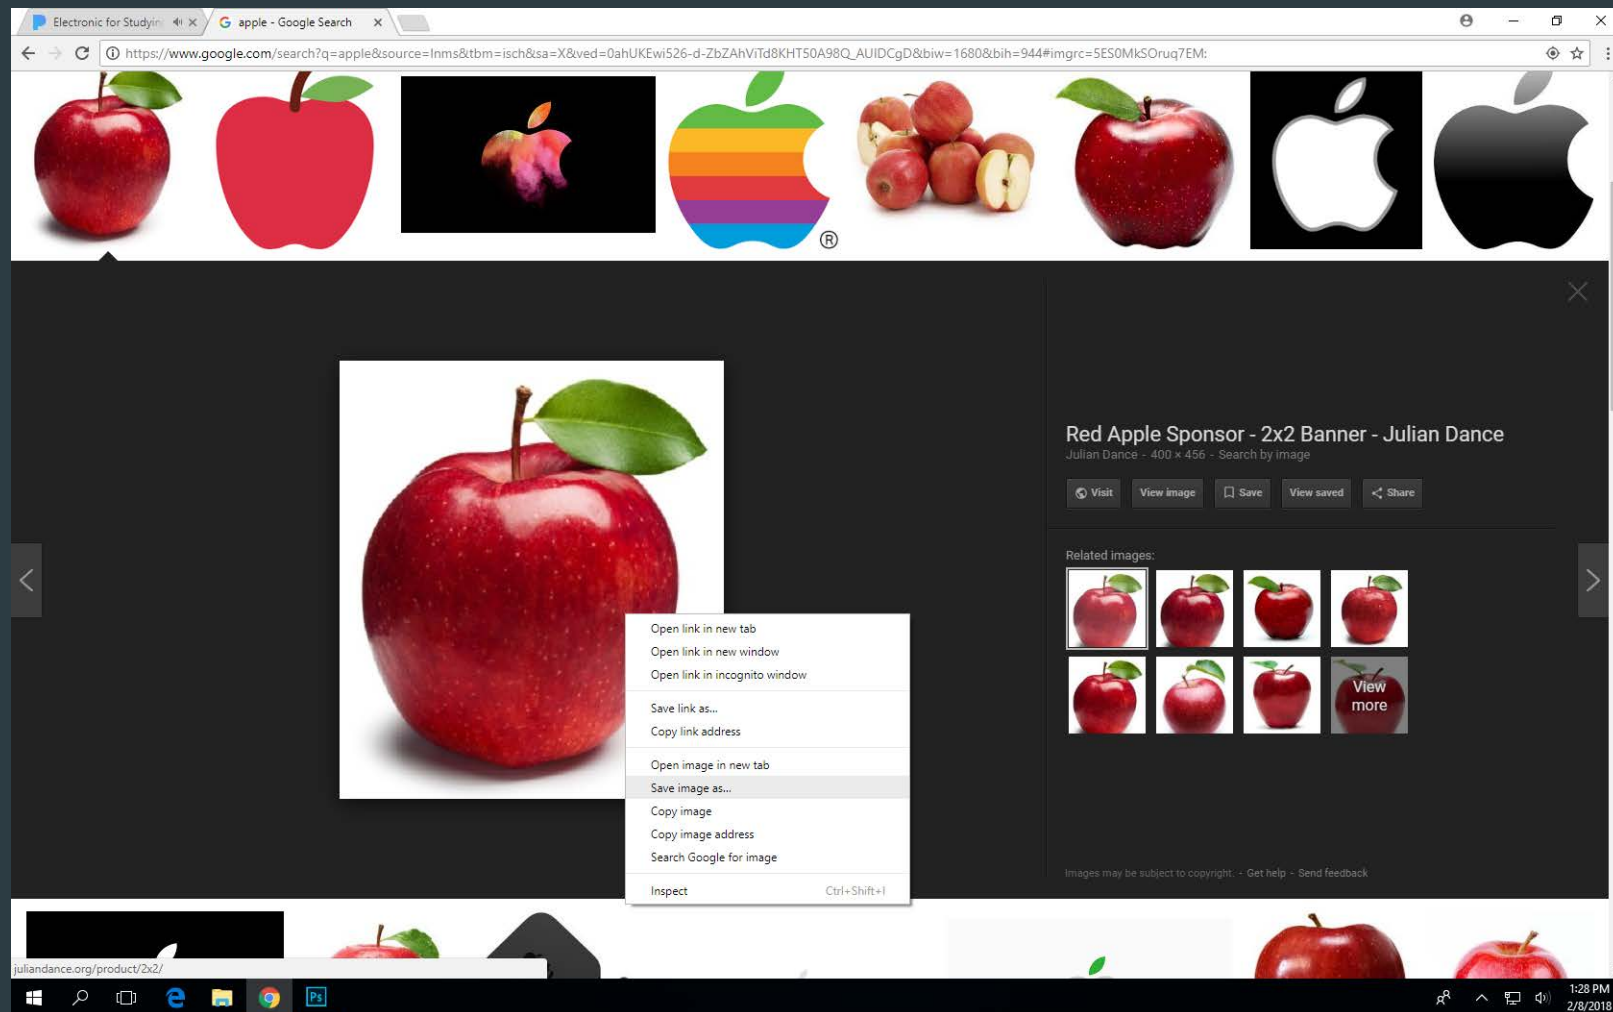 Electronic for Studyin
apple - Google Search
https://www.google.com/search?q=apple&source=lnms&tbm=isch&sa=X&ved=0ahUKEwi526-d-ZbZAhViTd8KHT50A98Q_AUIDCgD&biw=1680&bih=944#imgrc=5ES0MkSOruq7EM:
®
Red Apple Sponsor - 2x2 Banner - Julian Dance
Julian Dance - 400 × 456 - Search by image
Visit View image Save View saved Share
Related images:
View
more
Open link in new tab
Open link in new window
Open link in incognito window
Save link as...
Copy link address
Open image in new tab
Save image as...
Copy image
Copy image address
Search Google for image
Inspect Ctrl+Shift+I
Images may be subject to copyright. - Get help - Send feedback
juliandance.org/product/2x2/
Ps
1:28 PM
2/8/2018